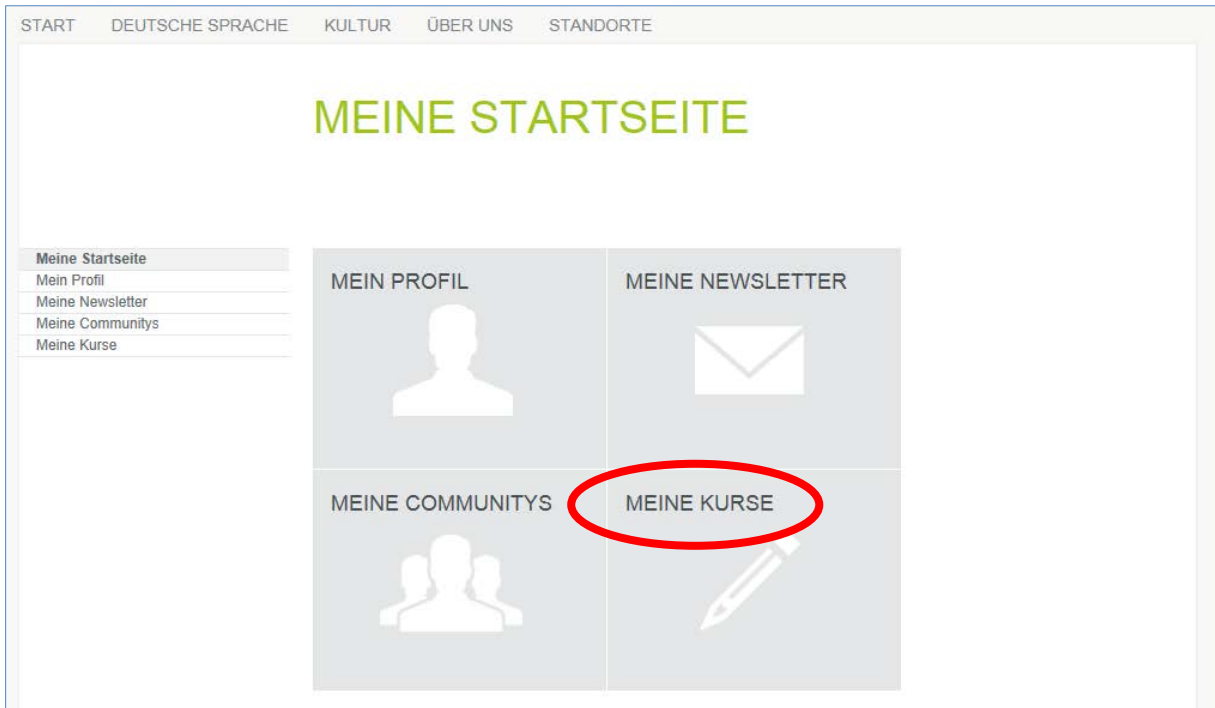 START DEUTSCHE SPRACHE KULTUR ÜBER UNS STANDORTE
MEINE STARTSEITE
Meine Startseite
Mein Profil
Meine Newsletter
Meine Communitys
Meine Kurse
MEIN PROFIL
MEINE NEWSLETTER
MEINE COMMUNITYS
MEINE KURSE